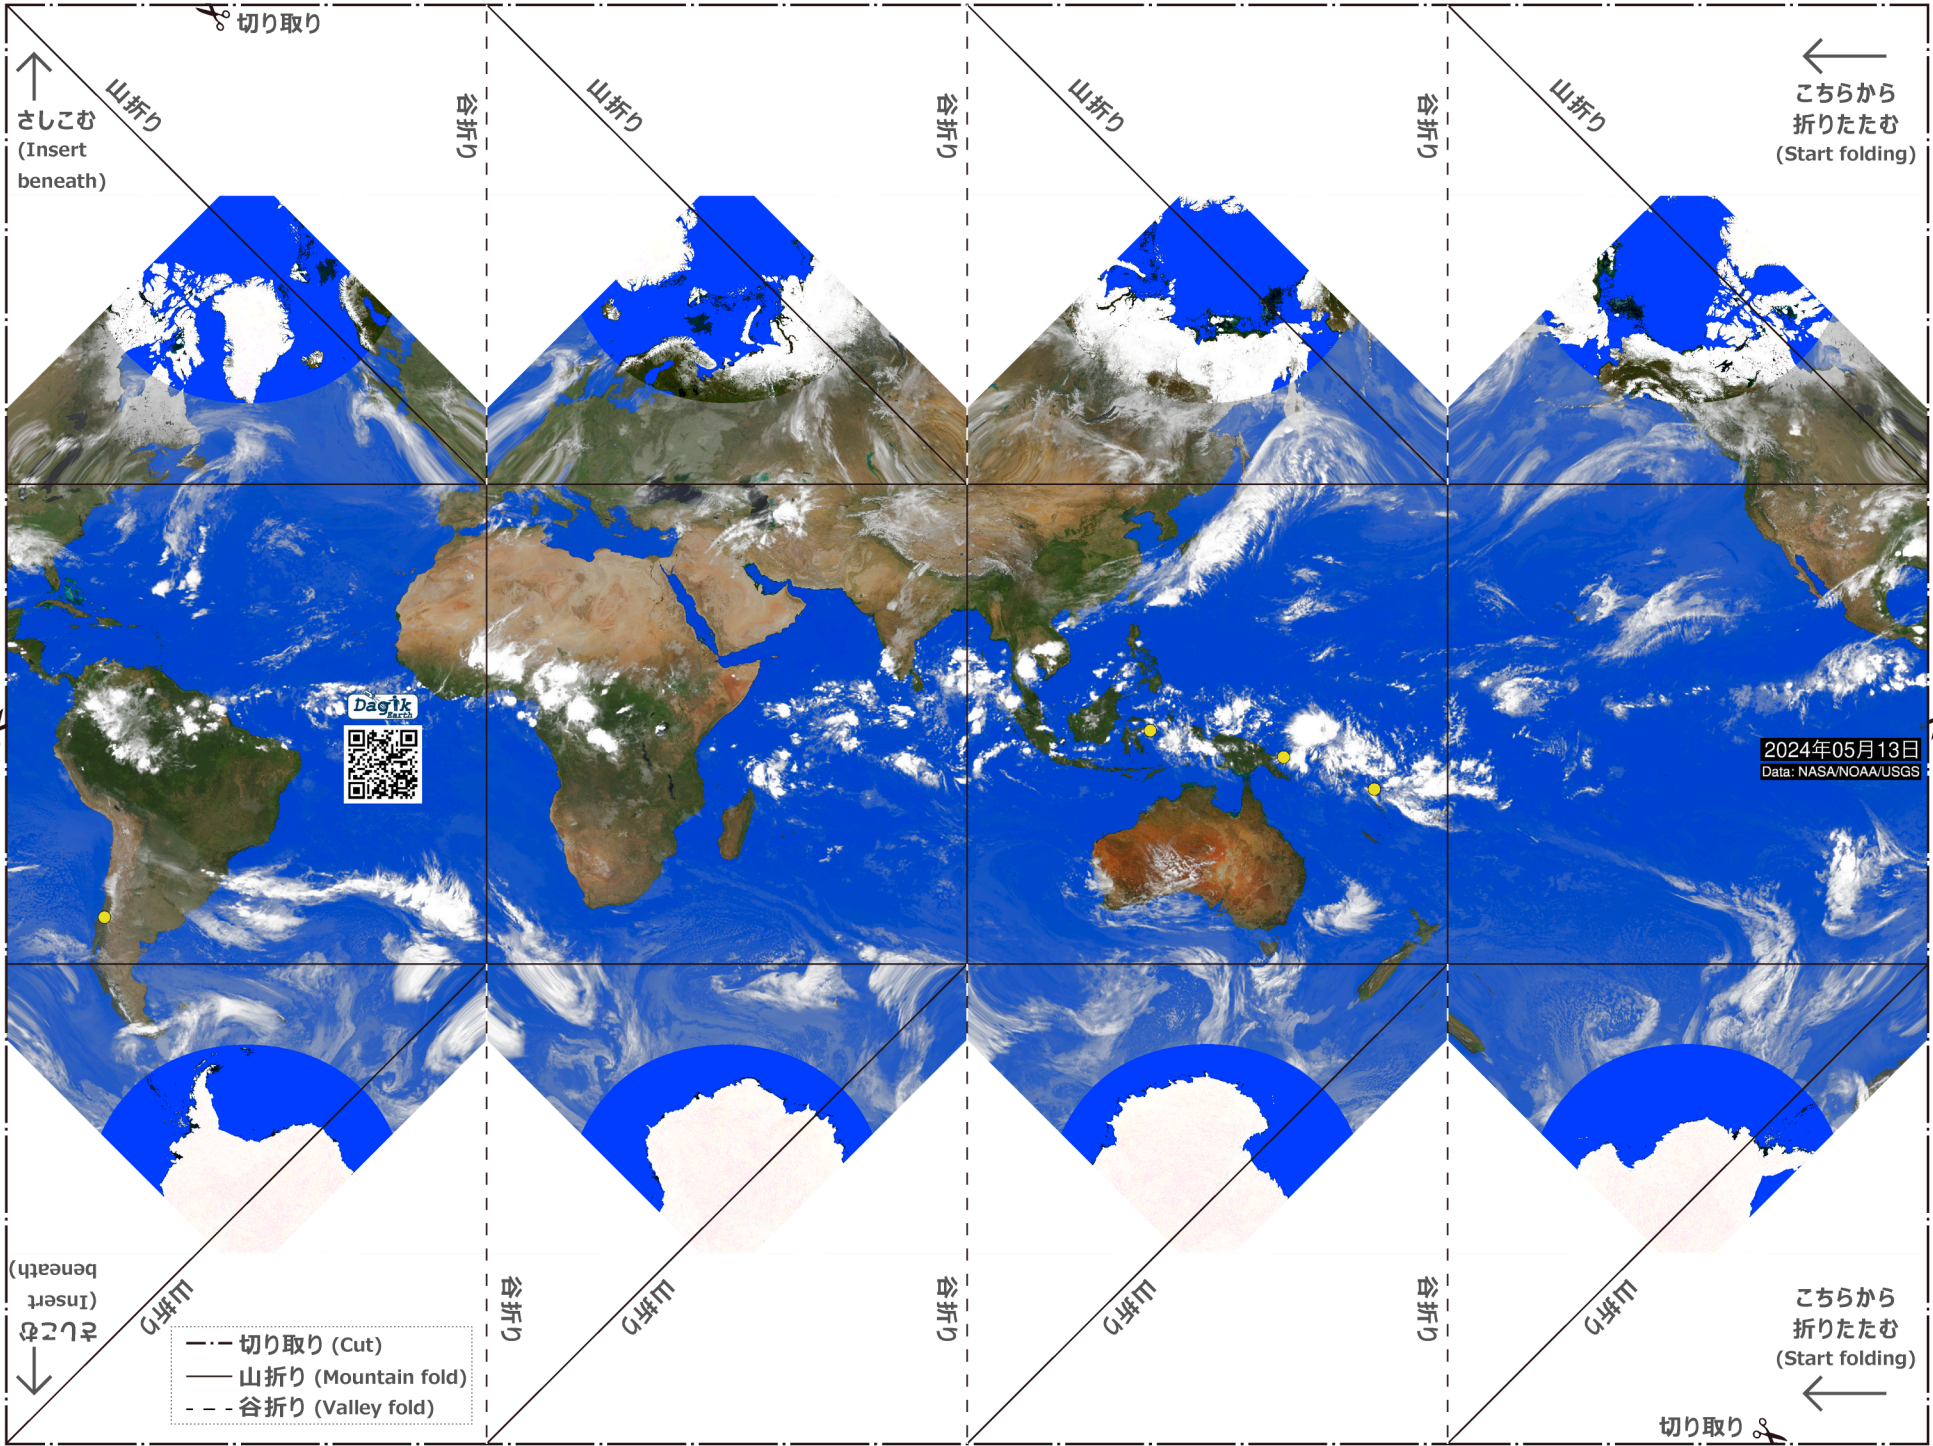 切り取り
山折り
谷折り
山折り
谷折り
山折り
谷折り
山折り
さしこむ
(Insert
beneath)
こちらから
折りたたむ
(Start folding)
Dagik
Earth
2024年05月13日
Data: NASA/NOAA/USGS
さしこむ
(Insert
beneath)
山折り
谷折り
山折り
谷折り
山折り
谷折り
山折り
こちらから
折りたたむ
(Start folding)
切り取り (Cut)
山折り (Mountain fold)
谷折り (Valley fold)
切り取り